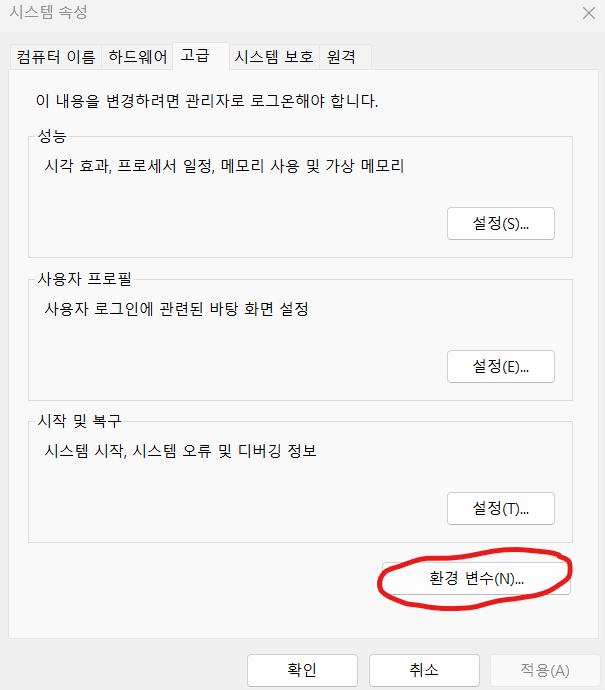 시스템 속성
컴퓨터 이름 하드웨어 고급 시스템 보호 원격
이 내용을 변경하려면 관리자로 로그온해야 합니다.
성능
시각 효과, 프로세서 일정, 메모리 사용 및 가상 메모리
설정(S)...
사용자 프로필
사용자 로그인에 관련된 바탕 화면 설정
설정(E)...
시작 및 복구
시스템 시작, 시스템 오류 및 디버깅 정보
설정(T)...
환경 변수(N)...
확인 취소 적용(A)